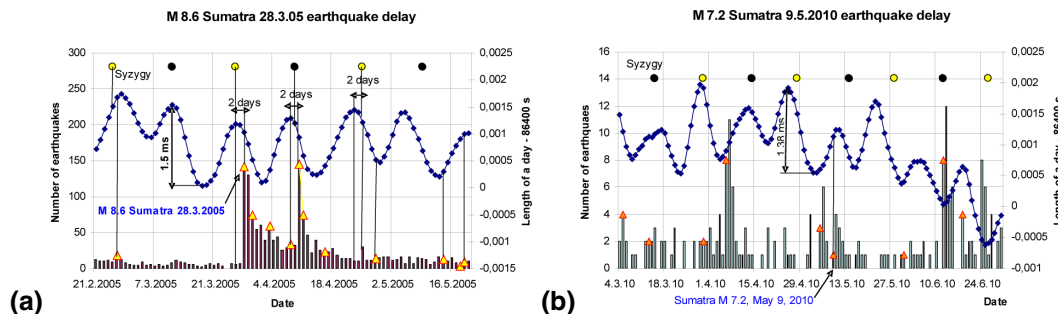 M 8.6 Sumatra 28.3.05 earthquake delay
Number of earthquakes
300
250
200
150
100
50
0
Syzygy
1.5 ms
2 days
2 days
2 days
M 8.6 Sumatra 28.3.2005
0,0025
0,002
0,0015
0,001
0,0005
0
-0,0005
-0,001
-0,0015
Length of a day - 86400 s
21.2.2005
7.3.2005
21.3.2005
4.4.2005
18.4.2005
2.5.2005
16.5.2005
Date
(a)
M 7.2 Sumatra 9.5.2010 earthquake delay
Number of earthquaes
16
14
12
10
8
6
4
2
0
Syzygy
1.38 ms
0,0025
0,002
0,0015
0,001
0,0005
0
-0,0005
-0,001
Length of a day - 86400 s
4.3.10
18.3.10
1.4.10
15.4.10
29.4.10
13.5.10
27.5.10
10.6.10
24.6.10
Sumatra M 7.2, May 9, 2010
Date
(b)